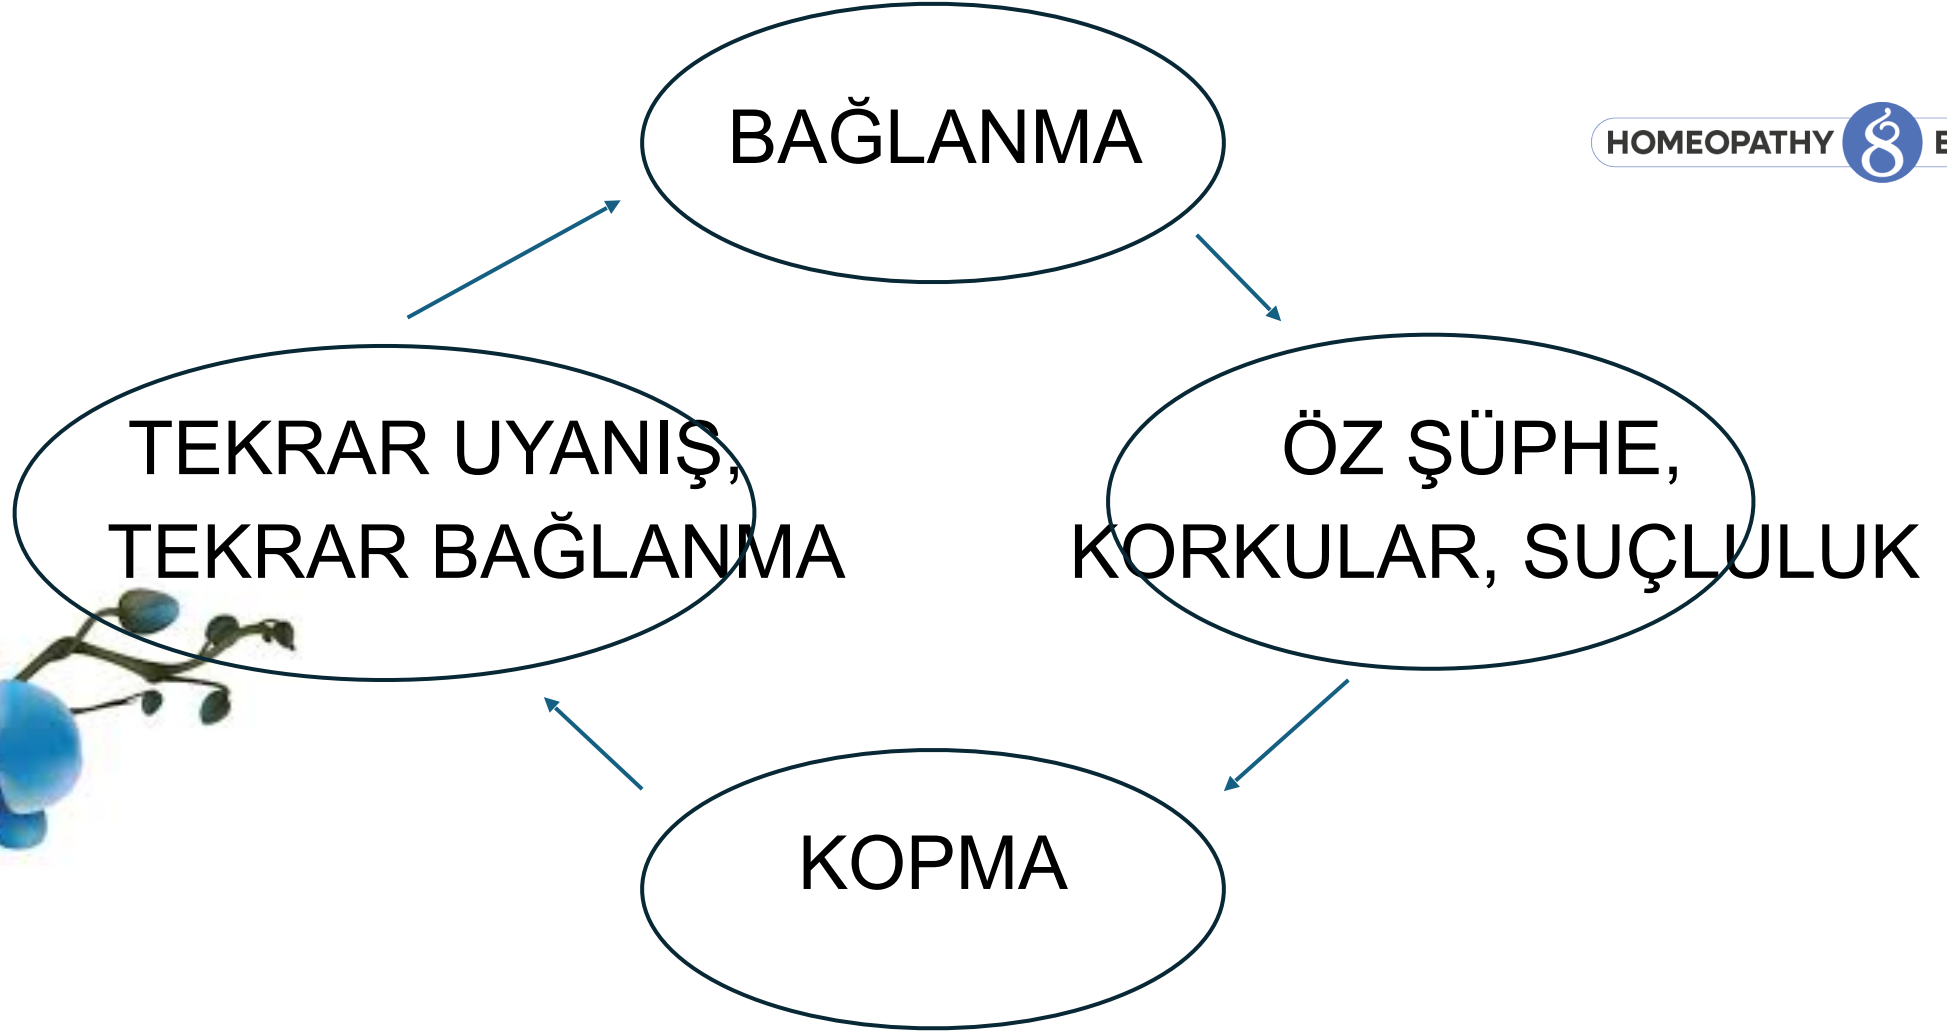 BAĞLANMA
HOMEOPATHY
TEKRAR UYANIŞ,
TEKRAR BAĞLANMA
ÖZ ŞÜPHE,
KORKULAR, SUÇLULUK
KOPMA